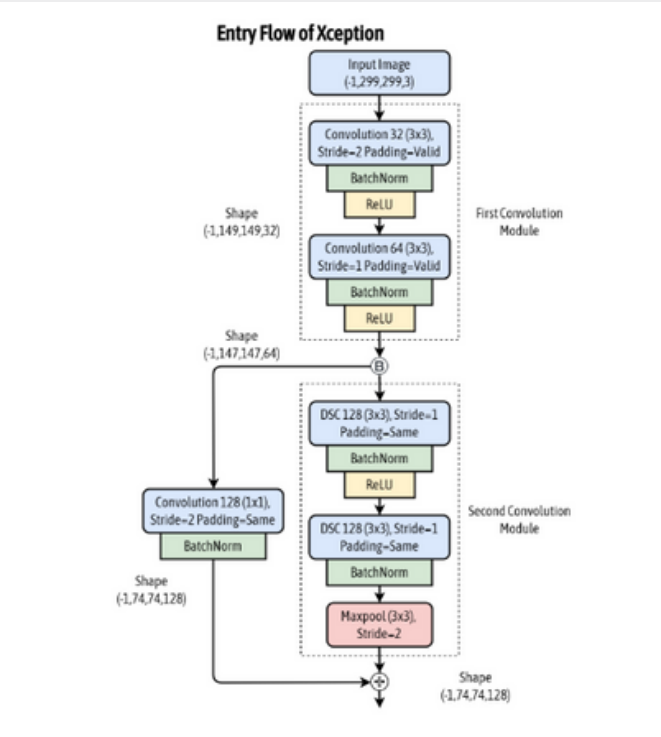 Entry Flow of Xception
Input Image
(-1,299,299,3)
Convolution 32 (3x3),
Stride=2 Padding=Valid
BatchNorm
ReLU
Shape
(-1,149,149,32)
First Convolution
Module
Convolution 64 (3x3),
Stride=1 Padding=Valid
BatchNorm
ReLU
Shape
(-1,147,147,64)
B
DSC 128 (3x3), Stride=1
Padding=Same
BatchNorm
ReLU
Convolution 128 (1x1),
Stride=2 Padding=Same
BatchNorm
Second Convolution
Module
DSC 128 (3x3), Stride=1
Padding=Same
BatchNorm
Shape
(-1,74,74,128)
Maxpool (3x3),
Stride=2
+
Shape
(-1,74,74,128)